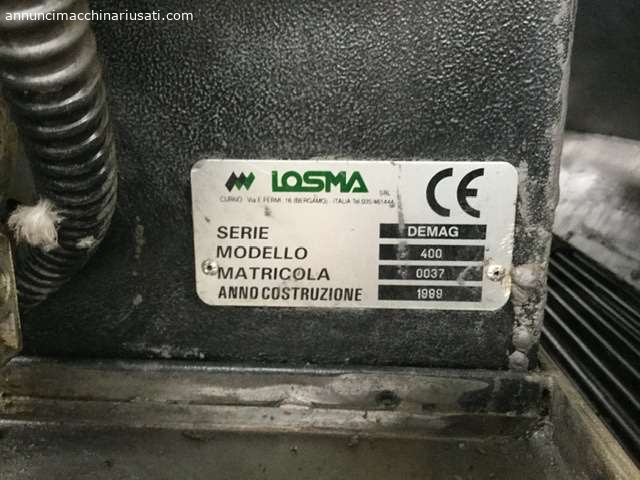 annuncimacchinariusati.com
LOSMA SRL
CURNO Via E.FERMI, 16 (BERGAMO) - ITALIA Tel.035/461444
CE
SERIE DEMAG
MODELLO 400
MATRICOLA 0037
ANNO COSTRUZIONE 1999